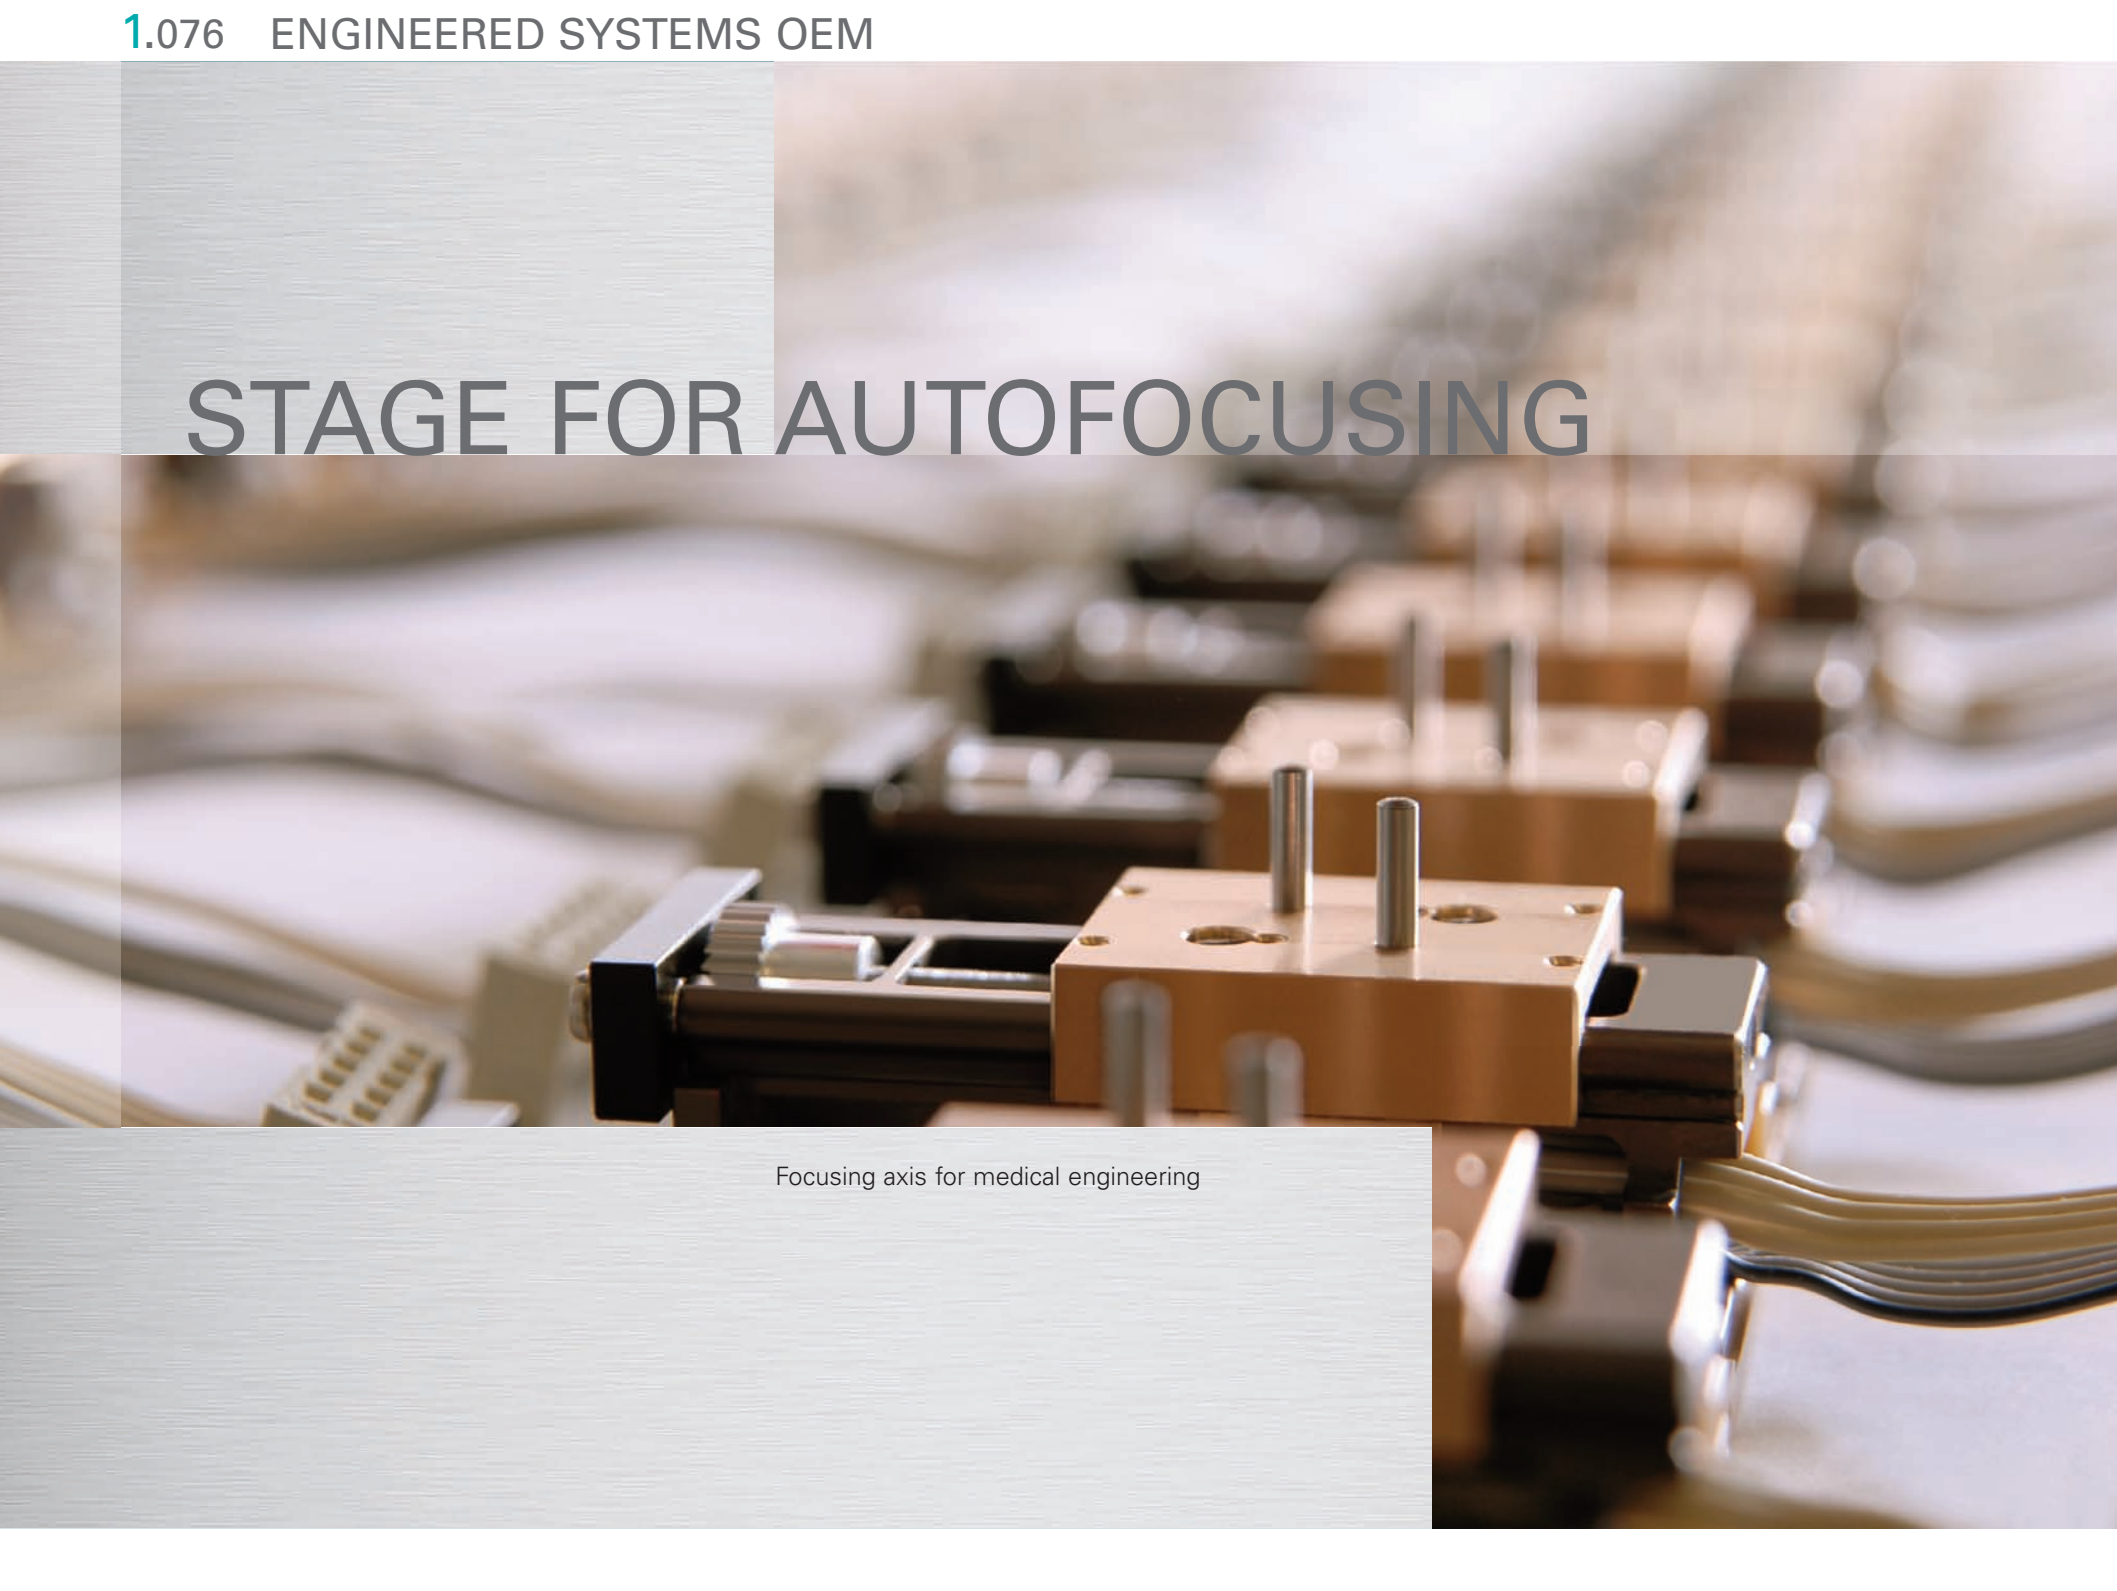 1.076 ENGINEERED SYSTEMS OEM
STAGE FOR AUTOFOCUSING
Focusing axis for medical engineering